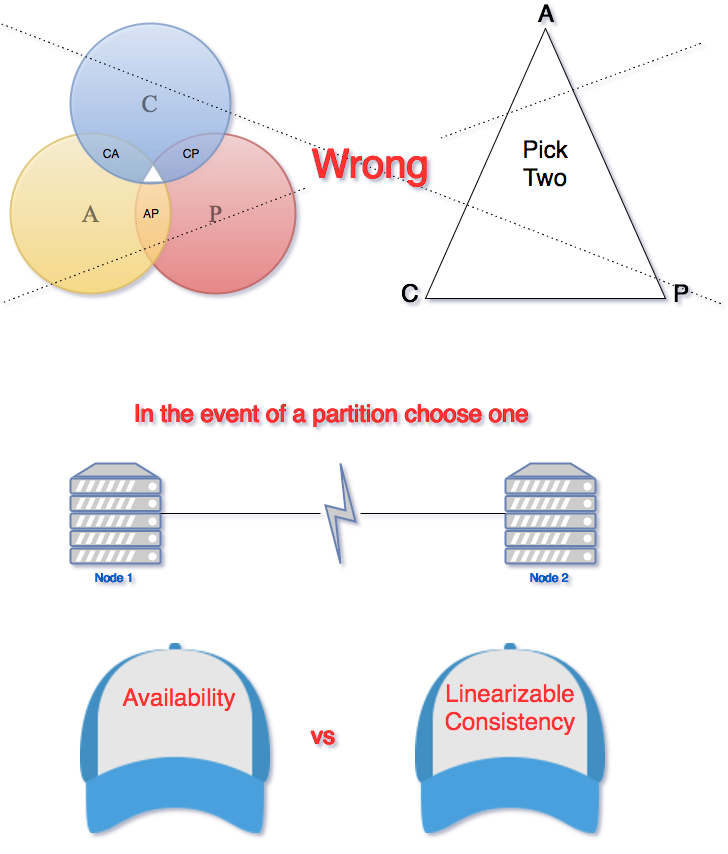 A
C
CA
CP
Wrong
Pick
Two
A
AP
P
C
P
In the event of a partition choose one
Node 1
Node 2
Availability
vs
Linearizable
Consistency